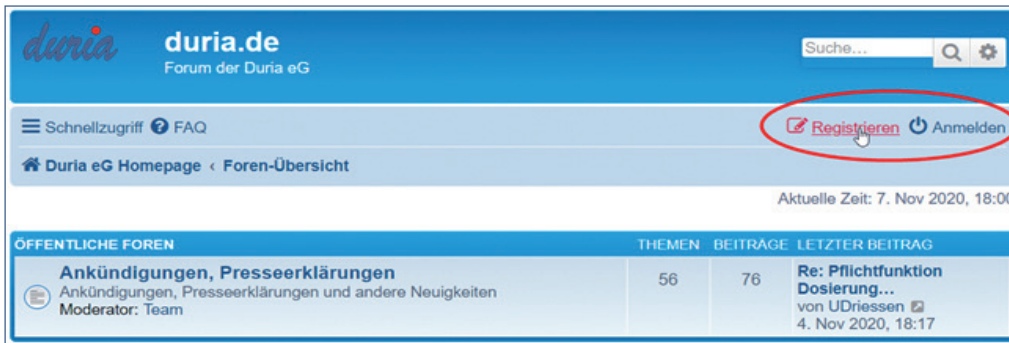 duria
duria.de
Forum der Duria eG
Suche...
Schnellzugriff FAQ
Registrieren Anmelden
Duria eG Homepage ‹ Foren-Übersicht
Aktuelle Zeit: 7. Nov 2020, 18:00
ÖFFENTLICHE FOREN THEMEN BEITRÄGE LETZTER BEITRAG
Ankündigungen, Presseerklärungen
Ankündigungen, Presseerklärungen und andere Neuigkeiten
Moderator: Team
56 76
Re: Pflichtfunktion
Dosierung…
von UDriessen
4. Nov 2020, 18:17